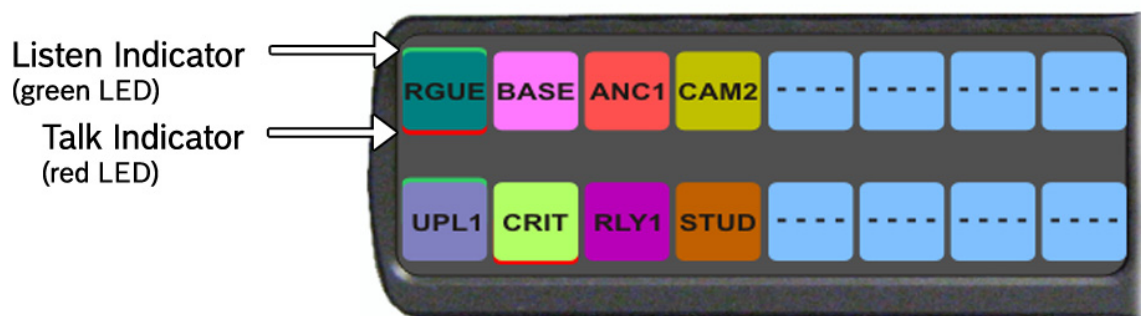 Listen Indicator
(green LED)
Talk Indicator
(red LED)
RGUE BASE ANC1 CAM2 ---- ---- ---- ----
UPL1 CRIT RLY1 STUD ---- ---- ---- ----